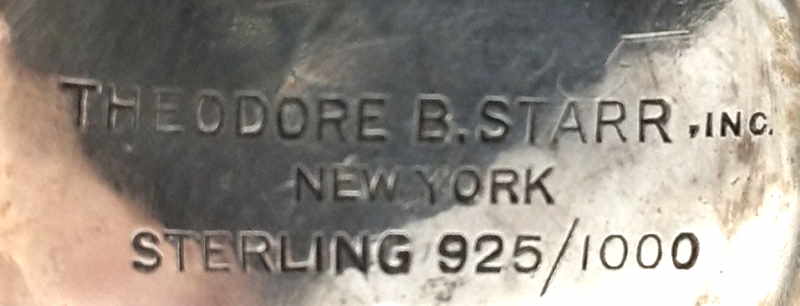 THEODORE B. STARR, INC.
NEW YORK
STERLING 925/1000